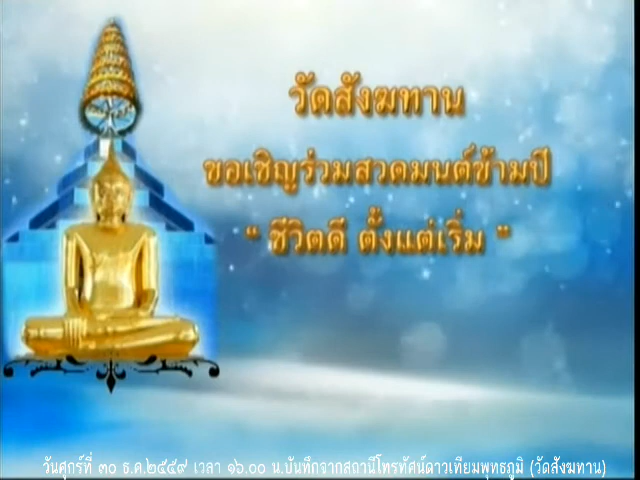 วัดสังฆทาน
ขอเชิญร่วมสวดมนต์ข้ามปี
" ชีวิตดี ตั้งแต่เริ่ม "
วันศุกร์ที่ ๓๐ ธ.ค.๒๕๕๙ เวลา ๑๖.๐๐ น.บันทึกจากสถานีโทรทัศน์ดาวเทียมพุทธภูมิ (วัดสังฆทาน)